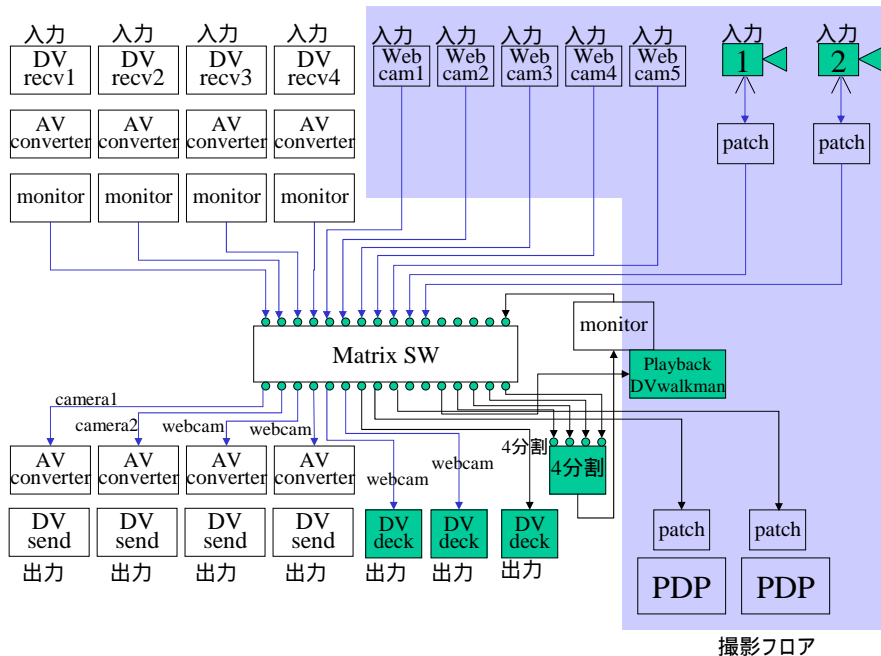 入力 入力 入力 入力 入力 入力 入力 入力 入力 入力 入力
DV recv1
DV recv2
DV recv3
DV recv4
Web cam1
Web cam2
Web cam3
Web cam4
Web cam5
1
2
AV converter
AV converter
AV converter
AV converter
patch
patch
monitor
monitor
monitor
monitor
monitor
Matrix SW
Playback DVwalkman
camera1
camera2
webcam
webcam
webcam
webcam
4分割
4分割
AV converter
AV converter
AV converter
AV converter
DV send
DV send
DV send
DV send
DV deck
DV deck
DV deck
patch
patch
出力 出力 出力 出力 出力 出力 出力
PDP
PDP
撮影フロア